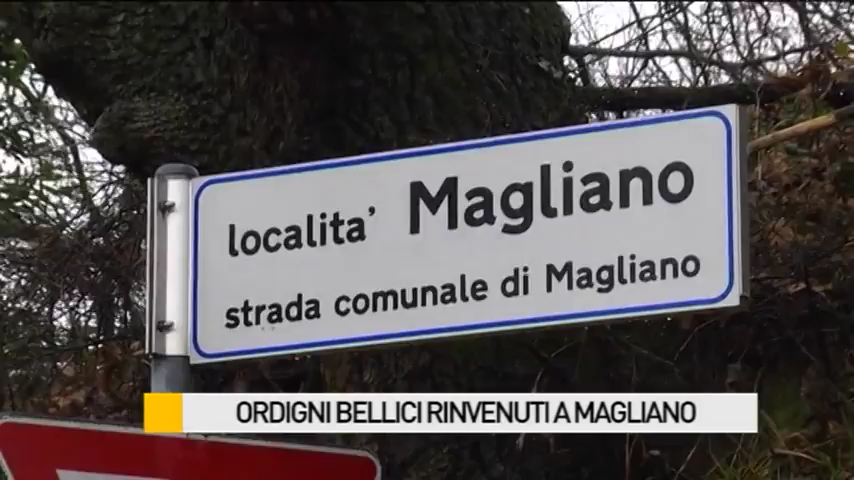 localita' Magliano
strada comunale di Magliano
ORDIGNI BELLICI RINVENUTI A MAGLIANO